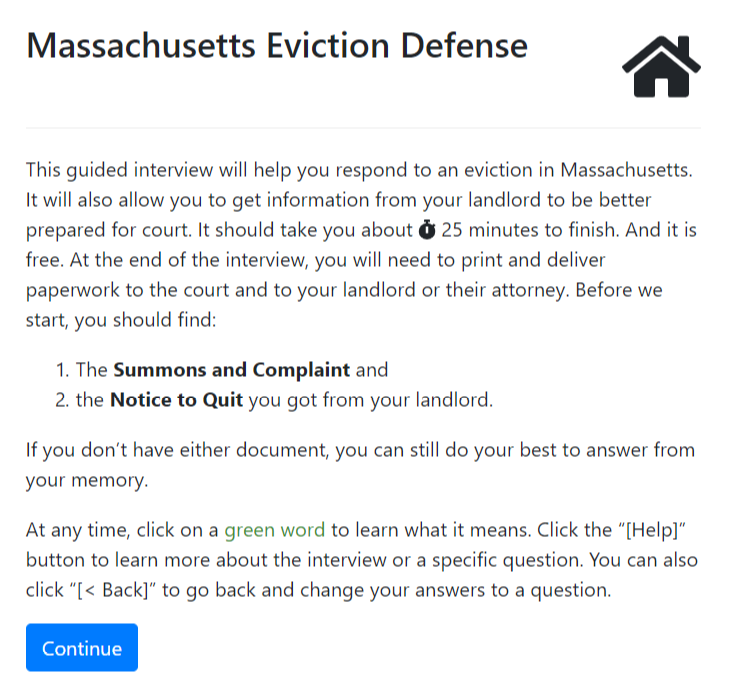 Massachusetts Eviction Defense
This guided interview will help you respond to an eviction in Massachusetts.
It will also allow you to get information from your landlord to be better
prepared for court. It should take you about 25 minutes to finish. And it is
free. At the end of the interview, you will need to print and deliver
paperwork to the court and to your landlord or their attorney. Before we
start, you should find:
1. The Summons and Complaint and
2. the Notice to Quit you got from your landlord.
If you don’t have either document, you can still do your best to answer from
your memory.
At any time, click on a green word to learn what it means. Click the “[Help]”
button to learn more about the interview or a specific question. You can also
click “[< Back]” to go back and change your answers to a question.
Continue